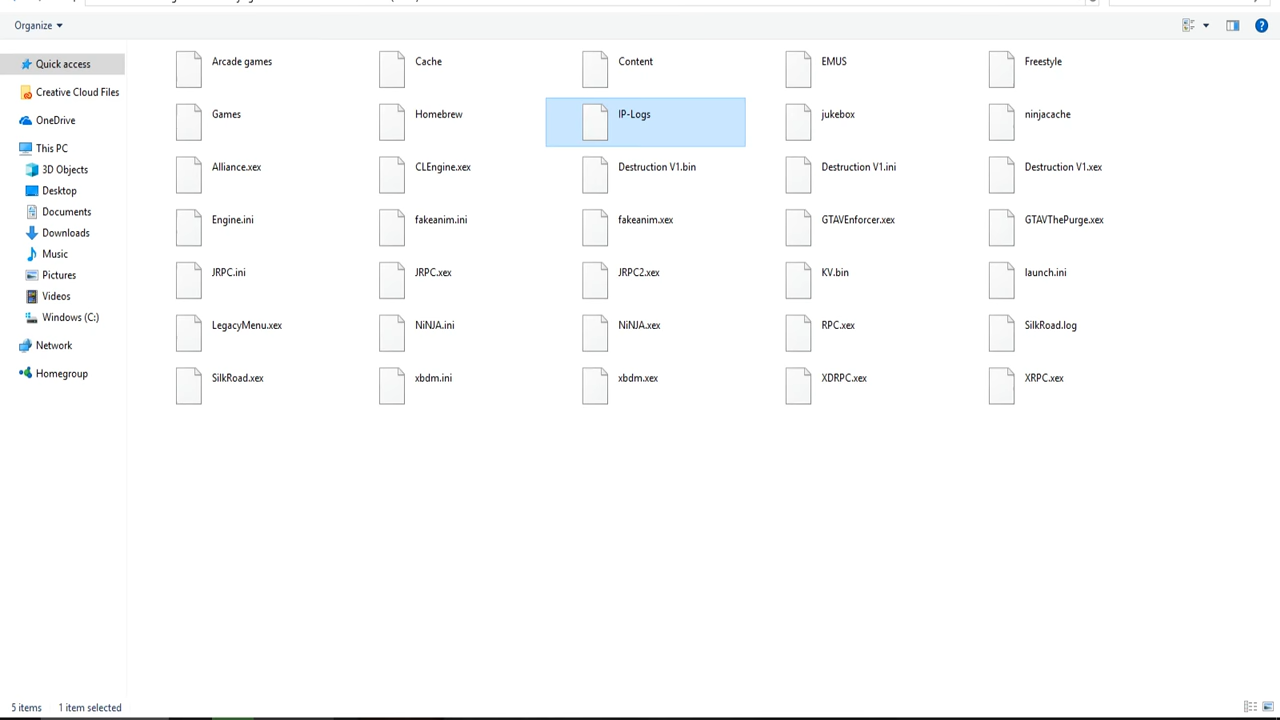 Organize
Quick access
Creative Cloud Files
OneDrive
This PC
3D Objects
Desktop
Documents
Downloads
Music
Pictures
Videos
Windows (C:)
Network
Homegroup
Arcade games
Cache
Content
EMUS
Freestyle
Games
Homebrew
IP-Logs
jukebox
ninjacache
Alliance.xex
CLEngine.xex
Destruction V1.bin
Destruction V1.ini
Destruction V1.xex
Engine.ini
fakeanim.ini
fakeanim.xex
GTAVEnforcer.xex
GTAVThePurge.xex
JRPC.ini
JRPC.xex
JRPC2.xex
KV.bin
launch.ini
LegacyMenu.xex
NiNJA.ini
NiNJA.xex
RPC.xex
SilkRoad.log
SilkRoad.xex
xbdm.ini
xbdm.xex
XDRPC.xex
XRPC.xex
5 items 1 item selected